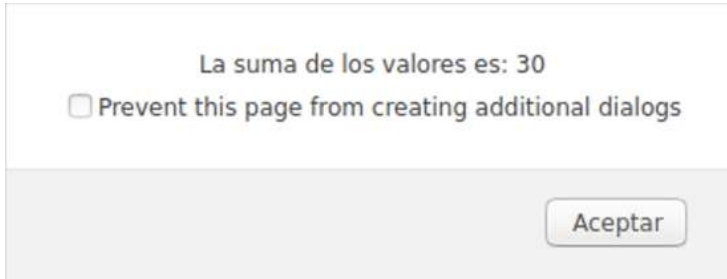 La suma de los valores es: 30
Prevent this page from creating additional dialogs
Aceptar